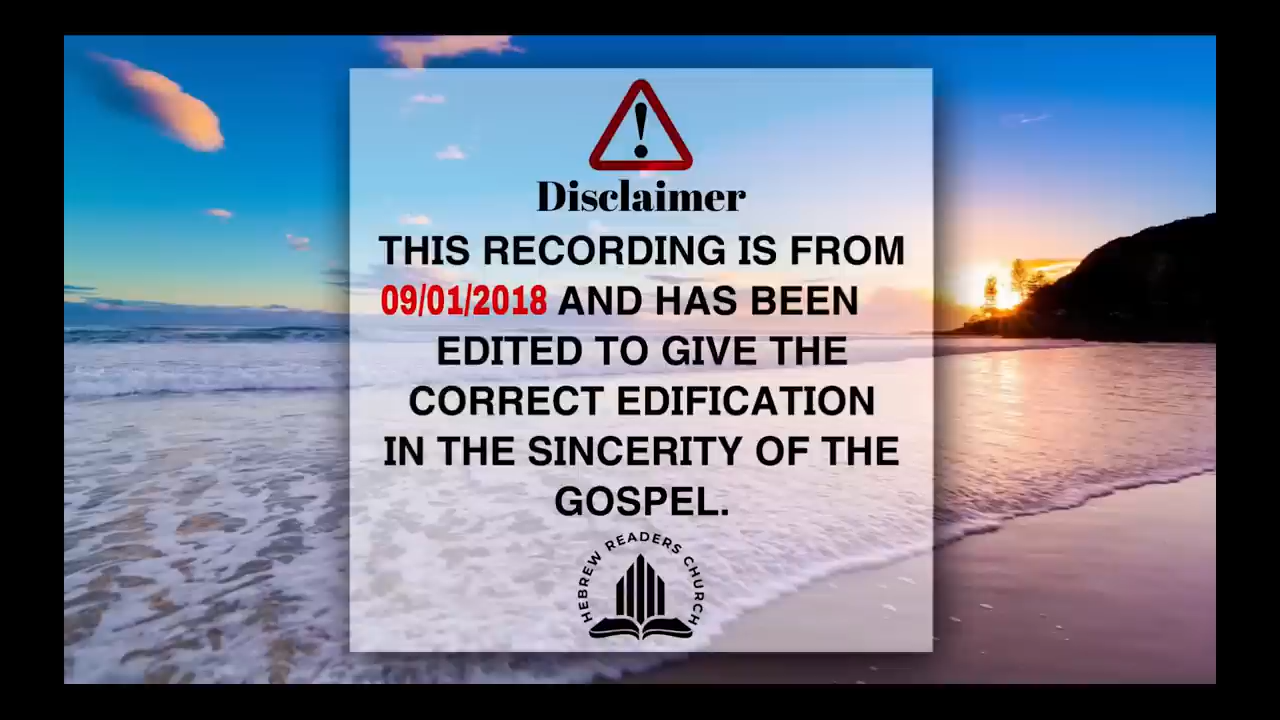 Disclaimer
THIS RECORDING IS FROM
09/01/2018 AND HAS BEEN
EDITED TO GIVE THE
CORRECT EDIFICATION
IN THE SINCERITY OF THE
GOSPEL.
HEBREW READERS CHURCH